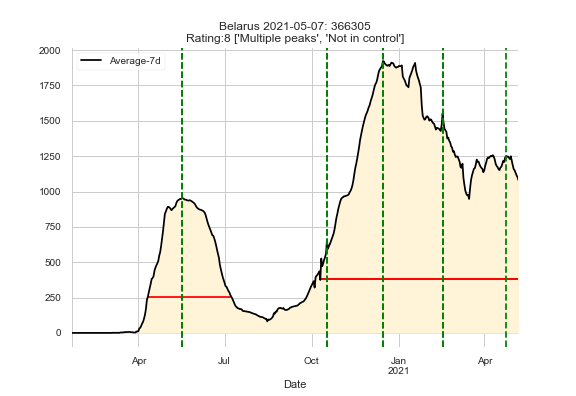 Belarus 2021-05-07: 366305
Rating:8 ['Multiple peaks', 'Not in control']
Average-7d
2000
1750
1500
1250
1000
750
500
250
0
Apr
Jul
Oct
Jan
2021
Apr
Date